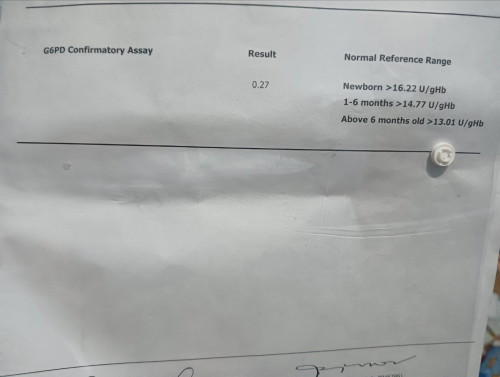 G6PD Confirmatory Assay Result Normal Reference Range
0.27 Newborn >16.22 U/gHb
1-6 months >14.77 U/gHb
Above 6 months old >13.01 U/gHb